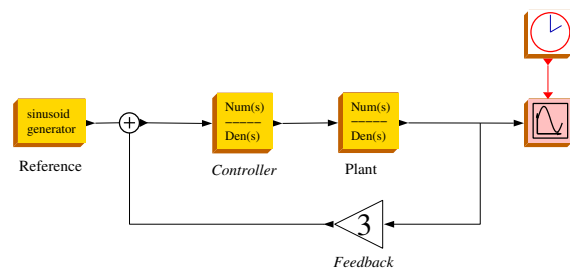 sinusoid
generator
Reference
+
Num(s)
-----
Den(s)
Controller
Num(s)
-----
Den(s)
Plant
3
Feedback